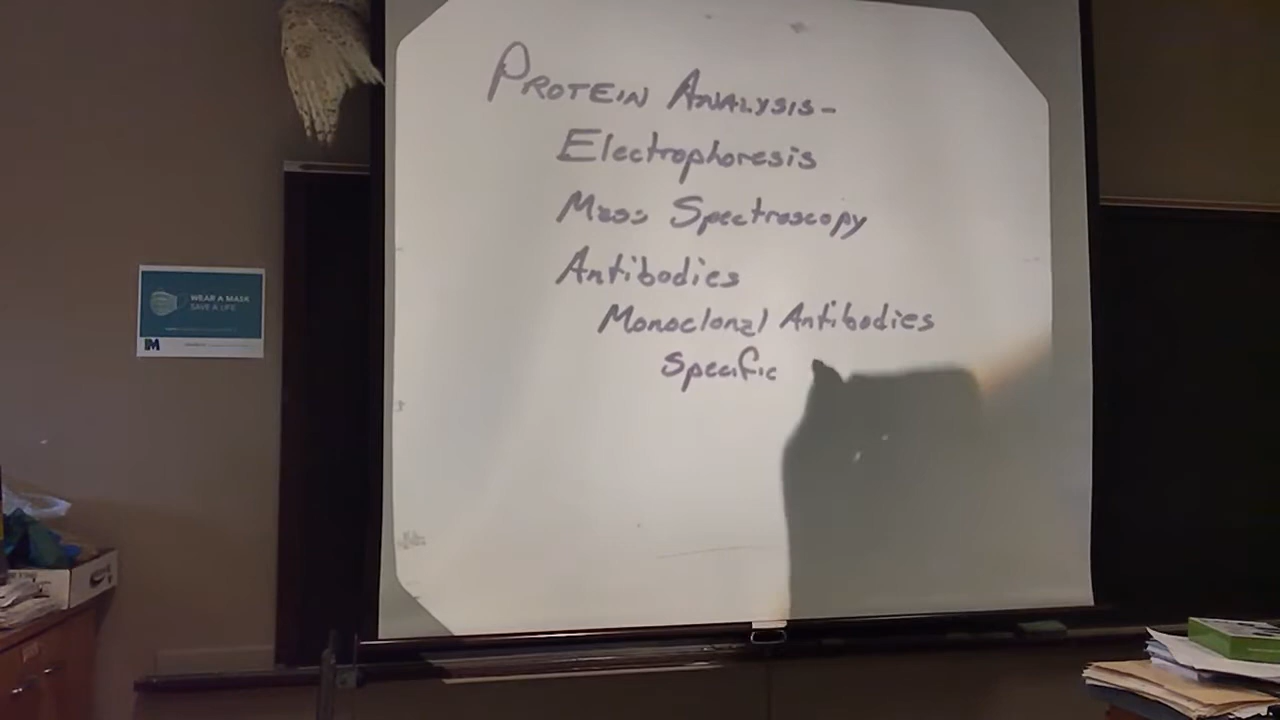 PROTEIN ANALYSIS-
Electrophoresis
Mass Spectroscopy
Antibodies
Monoclonal Antibodies
Specific
WEAR A MASK
SAVE A LIFE